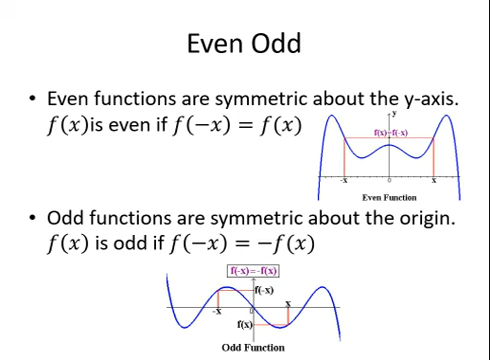 Even Odd
• Even functions are symmetric about the y-axis.
f(x)is even if f(−x) = f(x)
y
f(x)=f(-x)
-x 0 x
Even Function
• Odd functions are symmetric about the origin.
f(x) is odd if f(−x) = −f(x)
f(-x)=-f(x)
f(-x)
x
-x 0
f(x)
Odd Function